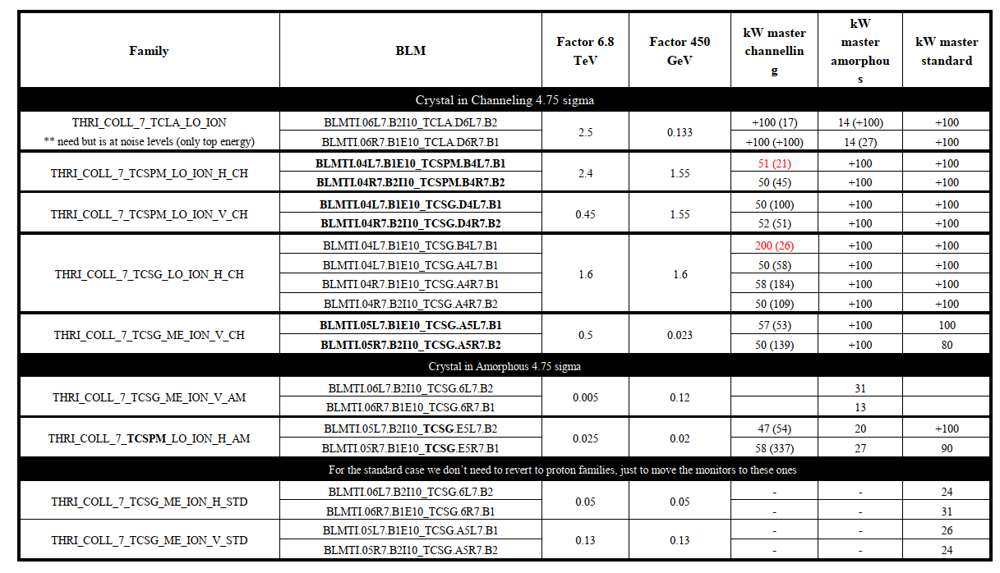 Family BLM Factor 6.8 TeV Factor 450 GeV kW master channellin g kW master amorphou s kW master standard
Crystal in Channeling 4.75 sigma
THRI_COLL_7_TCLA_LO_ION ** need but is at noise levels (only top energy) BLMTI.06L7.B2I10_TCLA.D6L7.B2 2.5 0.133 +100 (17) 14 (+100) +100
BLMTI.06R7.B1E10_TCLA.D6R7.B1 +100 (+100) 14 (27) +100
THRI_COLL_7_TCSPM_LO_ION_H_CH BLMTI.04L7.B1E10_TCSPM.B4L7.B1 2.4 1.55 51 (21) +100 +100
BLMTI.04R7.B2I10_TCSPM.B4R7.B2 50 (45) +100 +100
THRI_COLL_7_TCSPM_LO_ION_V_CH BLMTI.04L7.B1E10_TCSG.D4L7.B1 0.45 1.55 50 (100) +100 +100
BLMTI.04R7.B2I10_TCSG.D4R7.B2 52 (51) +100 +100
THRI_COLL_7_TCSG_LO_ION_H_CH BLMTI.04L7.B1E10_TCSG.B4L7.B1 1.6 1.6 200 (26) +100 +100
BLMTI.04L7.B1E10_TCSG.A4L7.B1 50 (58) +100 +100
BLMTI.04R7.B1E10_TCSG.A4R7.B1 58 (184) +100 +100
BLMTI.04R7.B2I10_TCSG.A4R7.B2 50 (109) +100 +100
THRI_COLL_7_TCSG_ME_ION_V_CH BLMTI.05L7.B1E10_TCSG.A5L7.B1 0.5 0.023 57 (53) +100 100
BLMTI.05R7.B2I10_TCSG.A5R7.B2 50 (139) +100 80
Crystal in Amorphous 4.75 sigma
THRI_COLL_7_TCSG_ME_ION_V_AM BLMTI.06L7.B2I10_TCSG.6L7.B2 0.005 0.12 31
BLMTI.06R7.B1E10_TCSG.6R7.B1 13
THRI_COLL_7_TCSPM_LO_ION_H_AM BLMTI.05L7.B2I10_TCSG.E5L7.B2 0.025 0.02 47 (54) 20 +100
BLMTI.05R7.B1E10_TCSG.E5R7.B1 58 (337) 27 90
For the standard case we don't need to revert to proton families, just to move the monitors to these ones
THRI_COLL_7_TCSG_ME_ION_H_STD BLMTI.06L7.B2I10_TCSG.6L7.B2 0.05 0.05 - - 24
BLMTI.06R7.B1E10_TCSG.6R7.B1 - - 31
THRI_COLL_7_TCSG_ME_ION_V_STD BLMTI.05L7.B1E10_TCSG.A5L7.B1 0.13 0.13 - - 26
BLMTI.05R7.B2I10_TCSG.A5R7.B2 - - 24